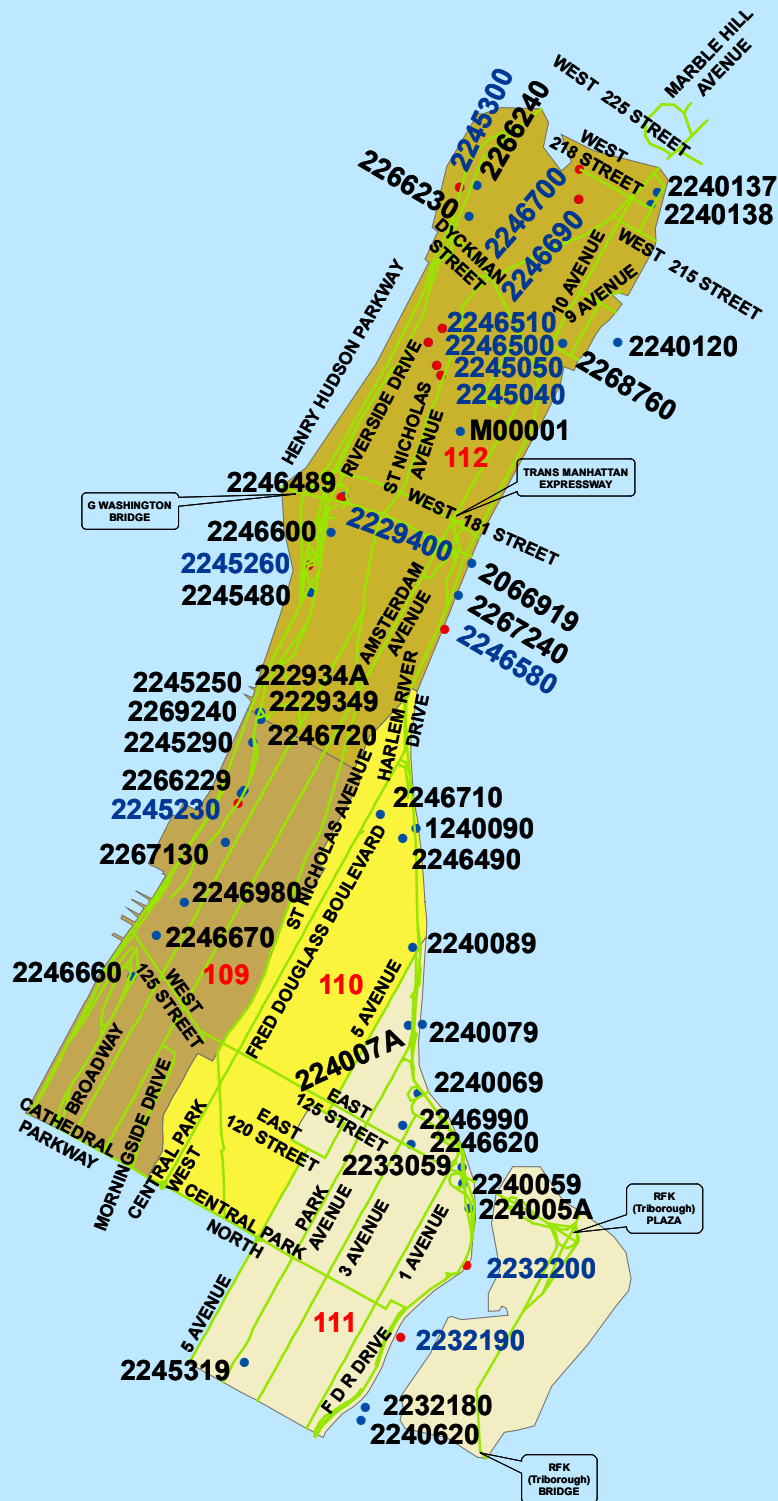 MARBLE HILL
AVENUE
WEST 225 STREET
2245300
2266240
WEST
218 STREET
2266230
2246700
2240137
2240138
2246690
DYCKMAN
STREET
10 AVENUE
9 AVENUE
WEST 215 STREET
HENRY HUDSON PARKWAY
2246510
2246500
2240120
2245050
2268760
2245040
RIVERSIDE DRIVE
ST NICHOLAS
AVENUE
M00001
112
TRANS MANHATTAN
EXPRESSWAY
2246489
G WASHINGTON
BRIDGE
WEST 181 STREET
2246600
2229400
2245260
2066919
2245480
2267240
AMSTERDAM
AVENUE
2246580
222934A
2245250
2229349
2269240
2246720
2245290
HARLEM RIVER
DRIVE
2266229
2245230
2246710
1240090
2267130
2246490
ST NICHOLAS AVENUE
FRED DOUGLASS BOULEVARD
2246980
2246670
2240089
2246660
WEST
125 STREET
109
110
5 AVENUE
2240079
224007A
BROADWAY
2240069
EAST
125 STREET
2246990
EAST
120 STREET
2246620
CATHEDRAL
PARKWAY
MORNINGSIDE DRIVE
CENTRAL PARK
WEST
2233059
2240059
224005A
CENTRAL PARK
NORTH
PARK
AVENUE
3 AVENUE
1 AVENUE
RFK
(Triborough)
PLAZA
2232200
5 AVENUE
111
2232190
2245319
F D R DRIVE
2232180
2240620
RFK
(Triborough)
BRIDGE